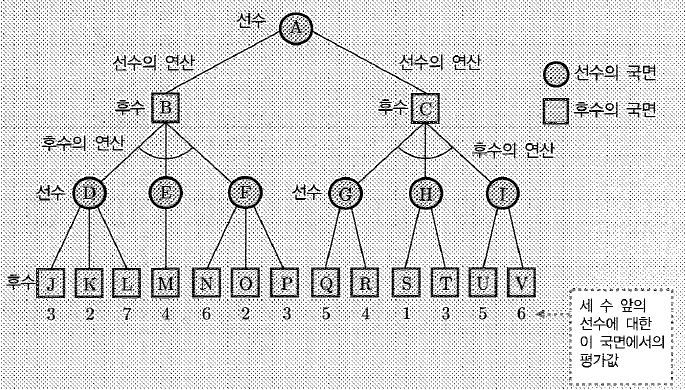 선수 A
선수의 연산 선수의 연산
선수의 국면
후수의 국면
후수 B 후수 C
후수의 연산 후수의 연산
선수 D E F 선수 G H I
후수 J K L M N O P Q R S T U V
3 2 7 4 6 2 3 5 4 1 3 5 6
세 수 앞의
선수에 대한
이 국면에서의
평가값